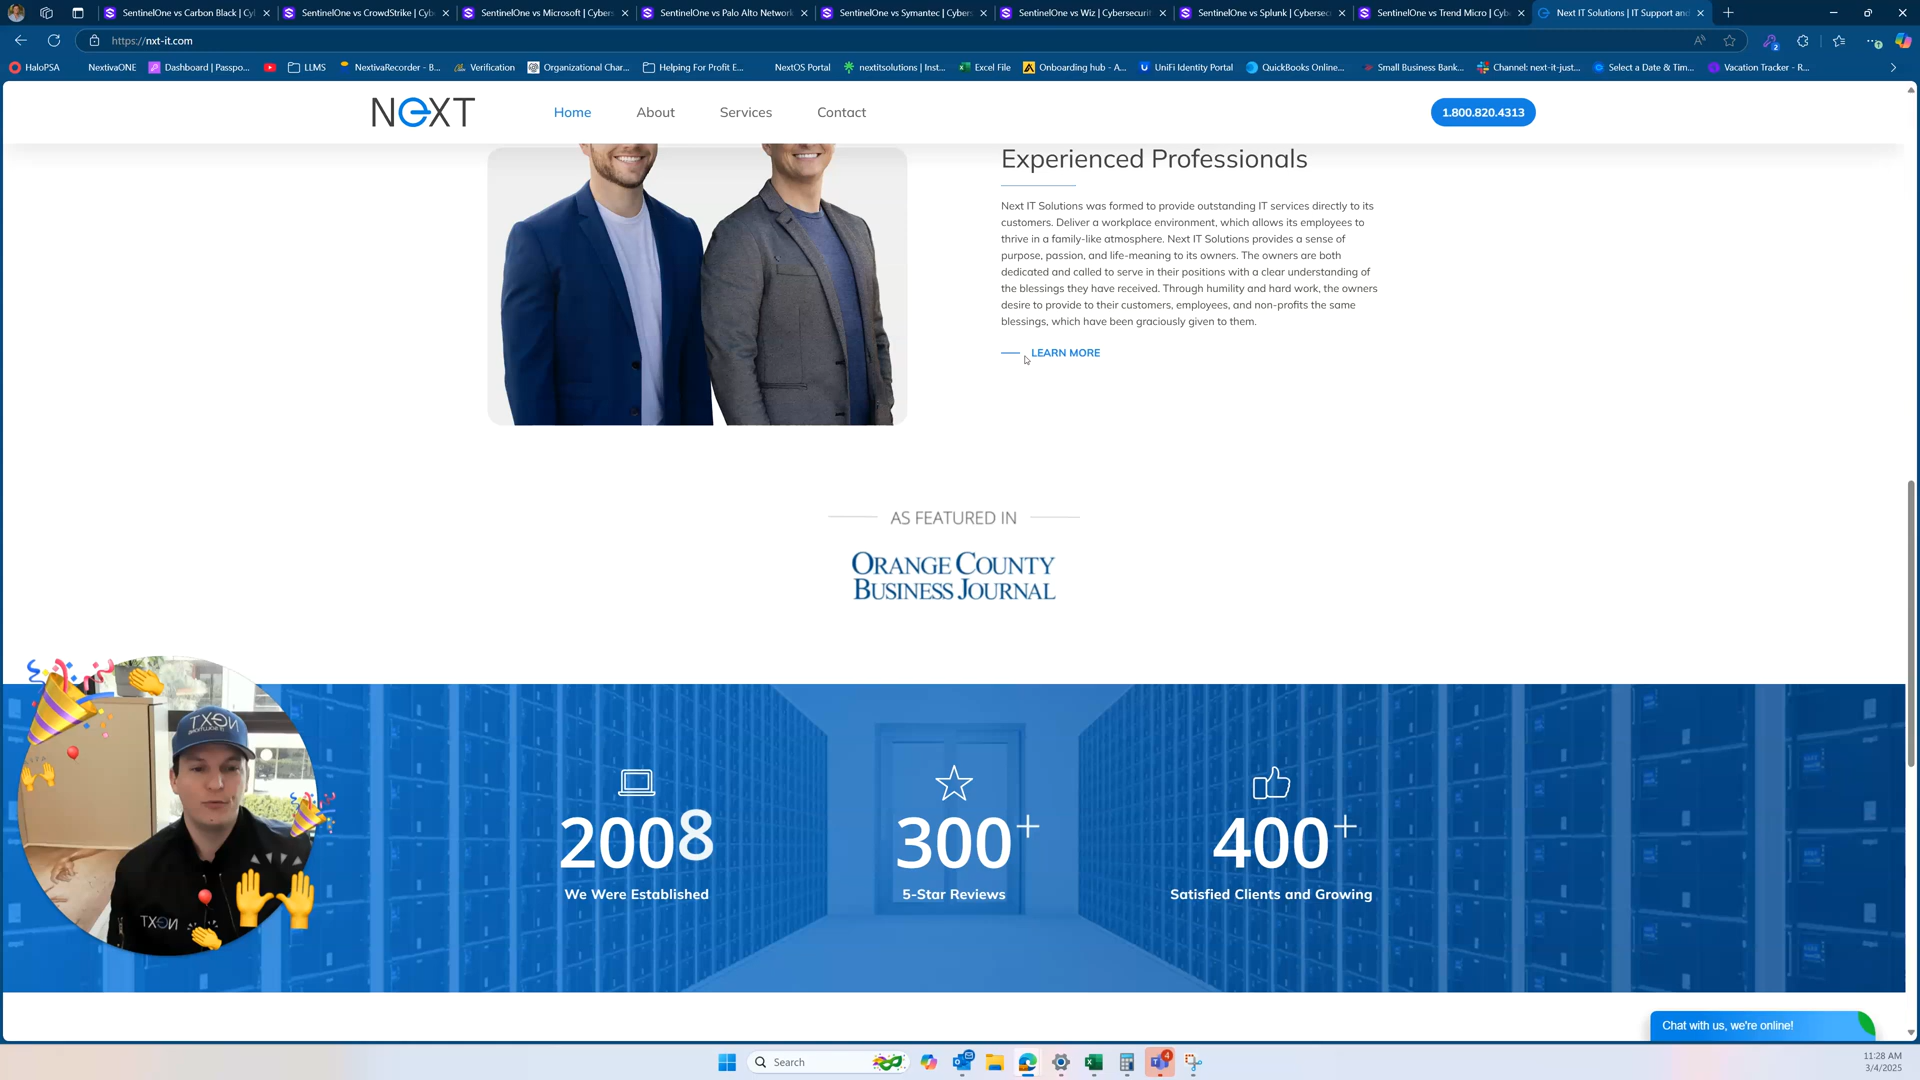 SentinelOne vs Carbon Black | Cy
SentinelOne vs CrowdStrike | Cyb
SentinelOne vs Microsoft | Cybers
SentinelOne vs Palo Alto Network
SentinelOne vs Symantec | Cybers
SentinelOne vs Wiz | Cybersecurit
SentinelOne vs Splunk | Cybersec
SentinelOne vs Trend Micro | Cyb
Next IT Solutions | IT Support and
https://nxt-it.com
HaloPSA
NextivaONE
Dashboard | Passpo...
LLMS
NextivaRecorder - B...
Verification
Organizational Char...
Helping For Profit E...
NextOS Portal
nextitsolutions | Inst...
Excel File
Onboarding hub - A...
UniFi Identity Portal
QuickBooks Online...
Small Business Bank...
Channel: next-it-just...
Select a Date & Tim...
Vacation Tracker - R...
NEXT
Home
About
Services
Contact
1.800.820.4313
Experienced Professionals
Next IT Solutions was formed to provide outstanding IT services directly to its
customers. Deliver a workplace environment, which allows its employees to
thrive in a family-like atmosphere. Next IT Solutions provides a sense of
purpose, passion, and life-meaning to its owners. The owners are both
dedicated and called to serve in their positions with a clear understanding of
the blessings they have received. Through humility and hard work, the owners
desire to provide to their customers, employees, and non-profits the same
blessings, which have been graciously given to them.
LEARN MORE
AS FEATURED IN
ORANGE COUNTY
BUSINESS JOURNAL
2008
We Were Established
300+
5-Star Reviews
400+
Satisfied Clients and Growing
NEXT
NEXT
Chat with us, we're online!
Search
4
11:28 AM
3/4/2025